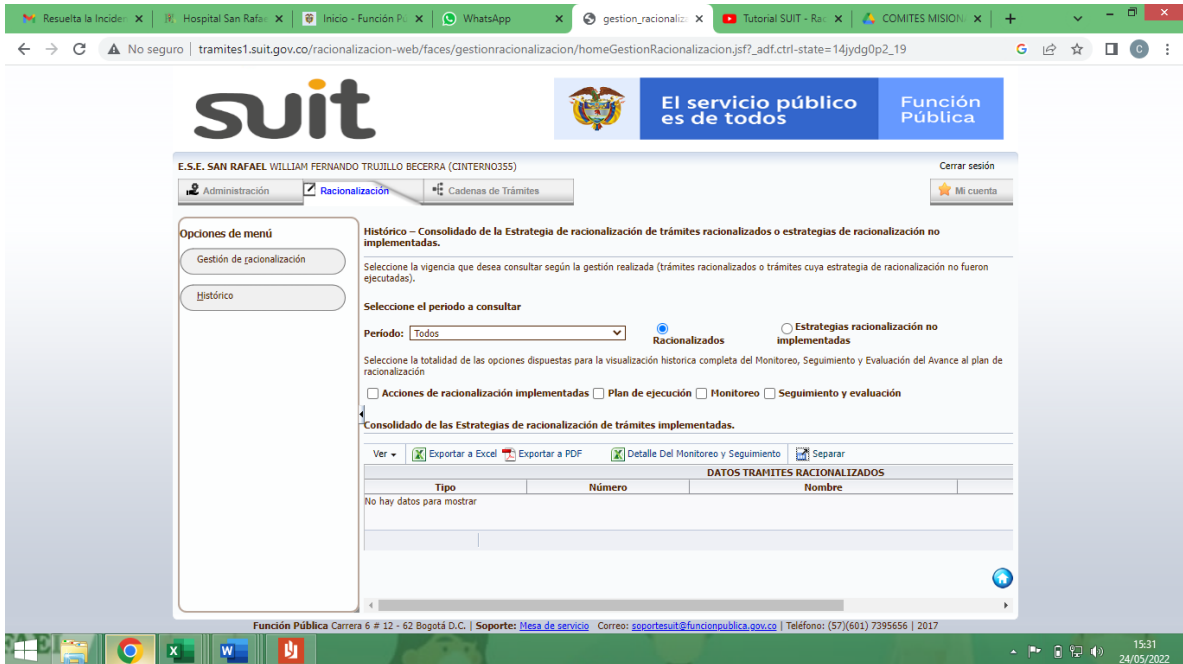 Resuelta la Inciden
Hospital San Rafae
Inicio - Función Pú
WhatsApp
gestion_racionaliza
Tutorial SUIT - Rac
COMITES MISION
No seguro | tramites1.suit.gov.co/racionalizacion-web/faces/gestionracionalizacion/homeGestionRacionalizacion.jsf?_adf.ctrl-state=14jydg0p2_19
G
C
suit
El servicio público
es de todos
Función
Pública
E.S.E. SAN RAFAEL WILLIAM FERNANDO TRUJILLO BECERRA (CINTERNO355)
Cerrar sesión
Administración
Racionalización
Cadenas de Trámites
Mi cuenta
Opciones de menú
Gestión de racionalización
Histórico
Histórico – Consolidado de la Estrategia de racionalización de trámites racionalizados o estrategias de racionalización no
implementadas.
Seleccione la vigencia que desea consultar según la gestión realizada (trámites racionalizados o trámites cuya estrategia de racionalización no fueron
ejecutadas).
Seleccione el periodo a consultar
Período: Todos
Racionalizados
Estrategias racionalización no
implementadas
Seleccione la totalidad de las opciones dispuestas para la visualización historica completa del Monitoreo, Seguimiento y Evaluación del Avance al plan de
racionalización
Acciones de racionalización implementadas Plan de ejecución Monitoreo Seguimiento y evaluación
Consolidado de las Estrategias de racionalización de trámites implementadas.
Ver Exportar a Excel Exportar a PDF Detalle Del Monitoreo y Seguimiento Separar
DATOS TRAMITES RACIONALIZADOS
Tipo Número Nombre
No hay datos para mostrar
Función Pública Carrera 6 # 12 - 62 Bogotá D.C. | Soporte: Mesa de servicio Correo: soportesuit@funcionpublica.gov.co | Teléfono: (57)(601) 7395656 | 2017
15:31
24/05/2022